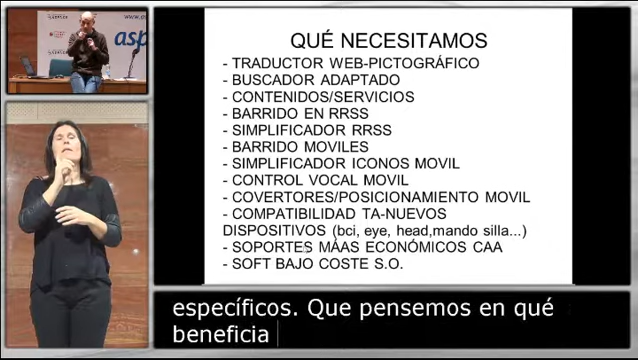 asp
QUÉ NECESITAMOS
- TRADUCTOR WEB-PICTOGRÁFICO
- BUSCADOR ADAPTADO
- CONTENIDOS/SERVICIOS
- BARRIDO EN RRSS
- SIMPLIFICADOR RRSS
- BARRIDO MOVILES
- SIMPLIFICADOR ICONOS MOVIL
- CONTROL VOCAL MOVIL
- COVERTORES/POSICIONAMIENTO MOVIL
- COMPATIBILIDAD TA-NUEVOS
DISPOSITIVOS (bci, eye, head,mando silla...)
- SOPORTES MÁAS ECONÓMICOS CAA
- SOFT BAJO COSTE S.O.
específicos. Que pensemos en qué
beneficia